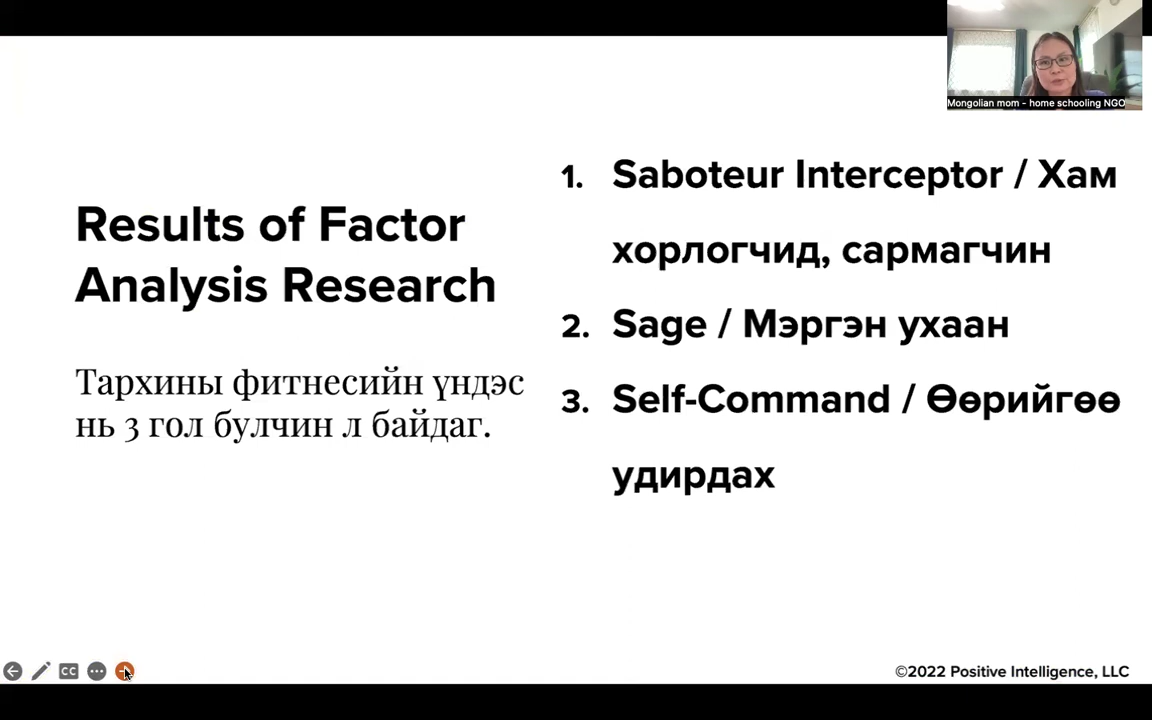 Mongolian mom - home schooling NGO
Results of Factor
Analysis Research
Тархины фитнесийн үндэс
нь 3 гол булчин л байдаг.
1. Saboteur Interceptor / Хам
хорлогчид, сармагчин
2. Sage / Мэргэн ухаан
3. Self-Command / Өөрийгөө
удирдах
CC
©2022 Positive Intelligence, LLC